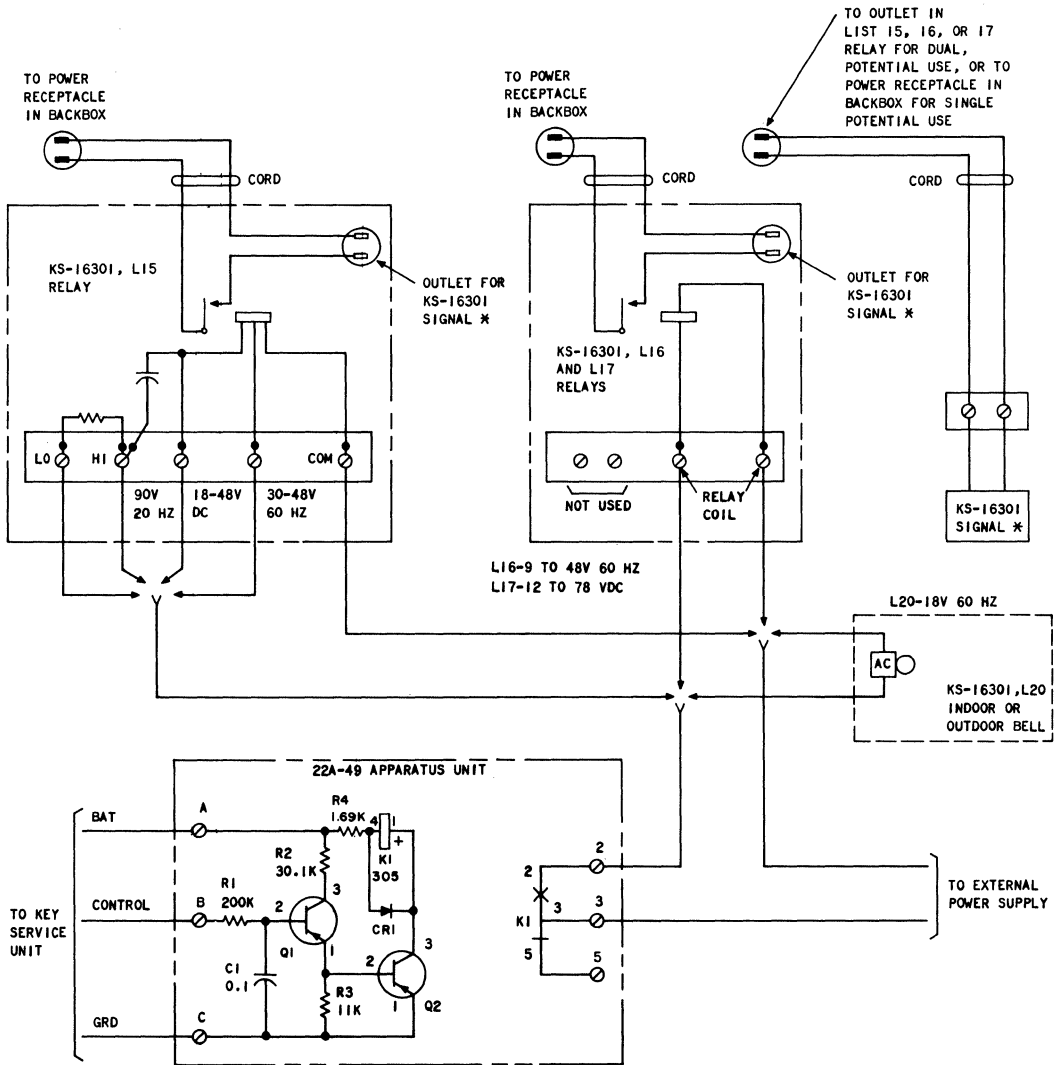 TO OUTLET IN
LIST 15, 16, OR 17
RELAY FOR DUAL,
POTENTIAL USE, OR TO
POWER RECEPTACLE IN
BACKBOX FOR SINGLE
POTENTIAL USE
TO POWER
RECEPTACLE
IN BACKBOX
TO POWER
RECEPTACLE
IN BACKBOX
CORD
CORD
CORD
KS-16301, L15
RELAY
OUTLET FOR
KS-16301
SIGNAL *
OUTLET FOR
KS-16301
SIGNAL *
KS-16301, L16
AND L17
RELAYS
LO
HI
COM
90V
20 HZ
18-48V
DC
30-48V
60 HZ
NOT USED
RELAY
COIL
KS-16301
SIGNAL *
L16-9 TO 48V 60 HZ
L17-12 TO 78 VDC
L20-18V 60 HZ
AC
KS-16301, L20
INDOOR OR
OUTDOOR BELL
22A-49 APPARATUS UNIT
BAT
A
R4
1.69K
4
1
+
K1
305
R2
30.1K
3
2
2
3
K1
5
3
5
TO EXTERNAL
POWER SUPPLY
TO KEY
SERVICE
UNIT
CONTROL
B
R1
200K
2
Q1
1
CR1
3
2
1
Q2
C1
0.1
R3
11K
GRD
C